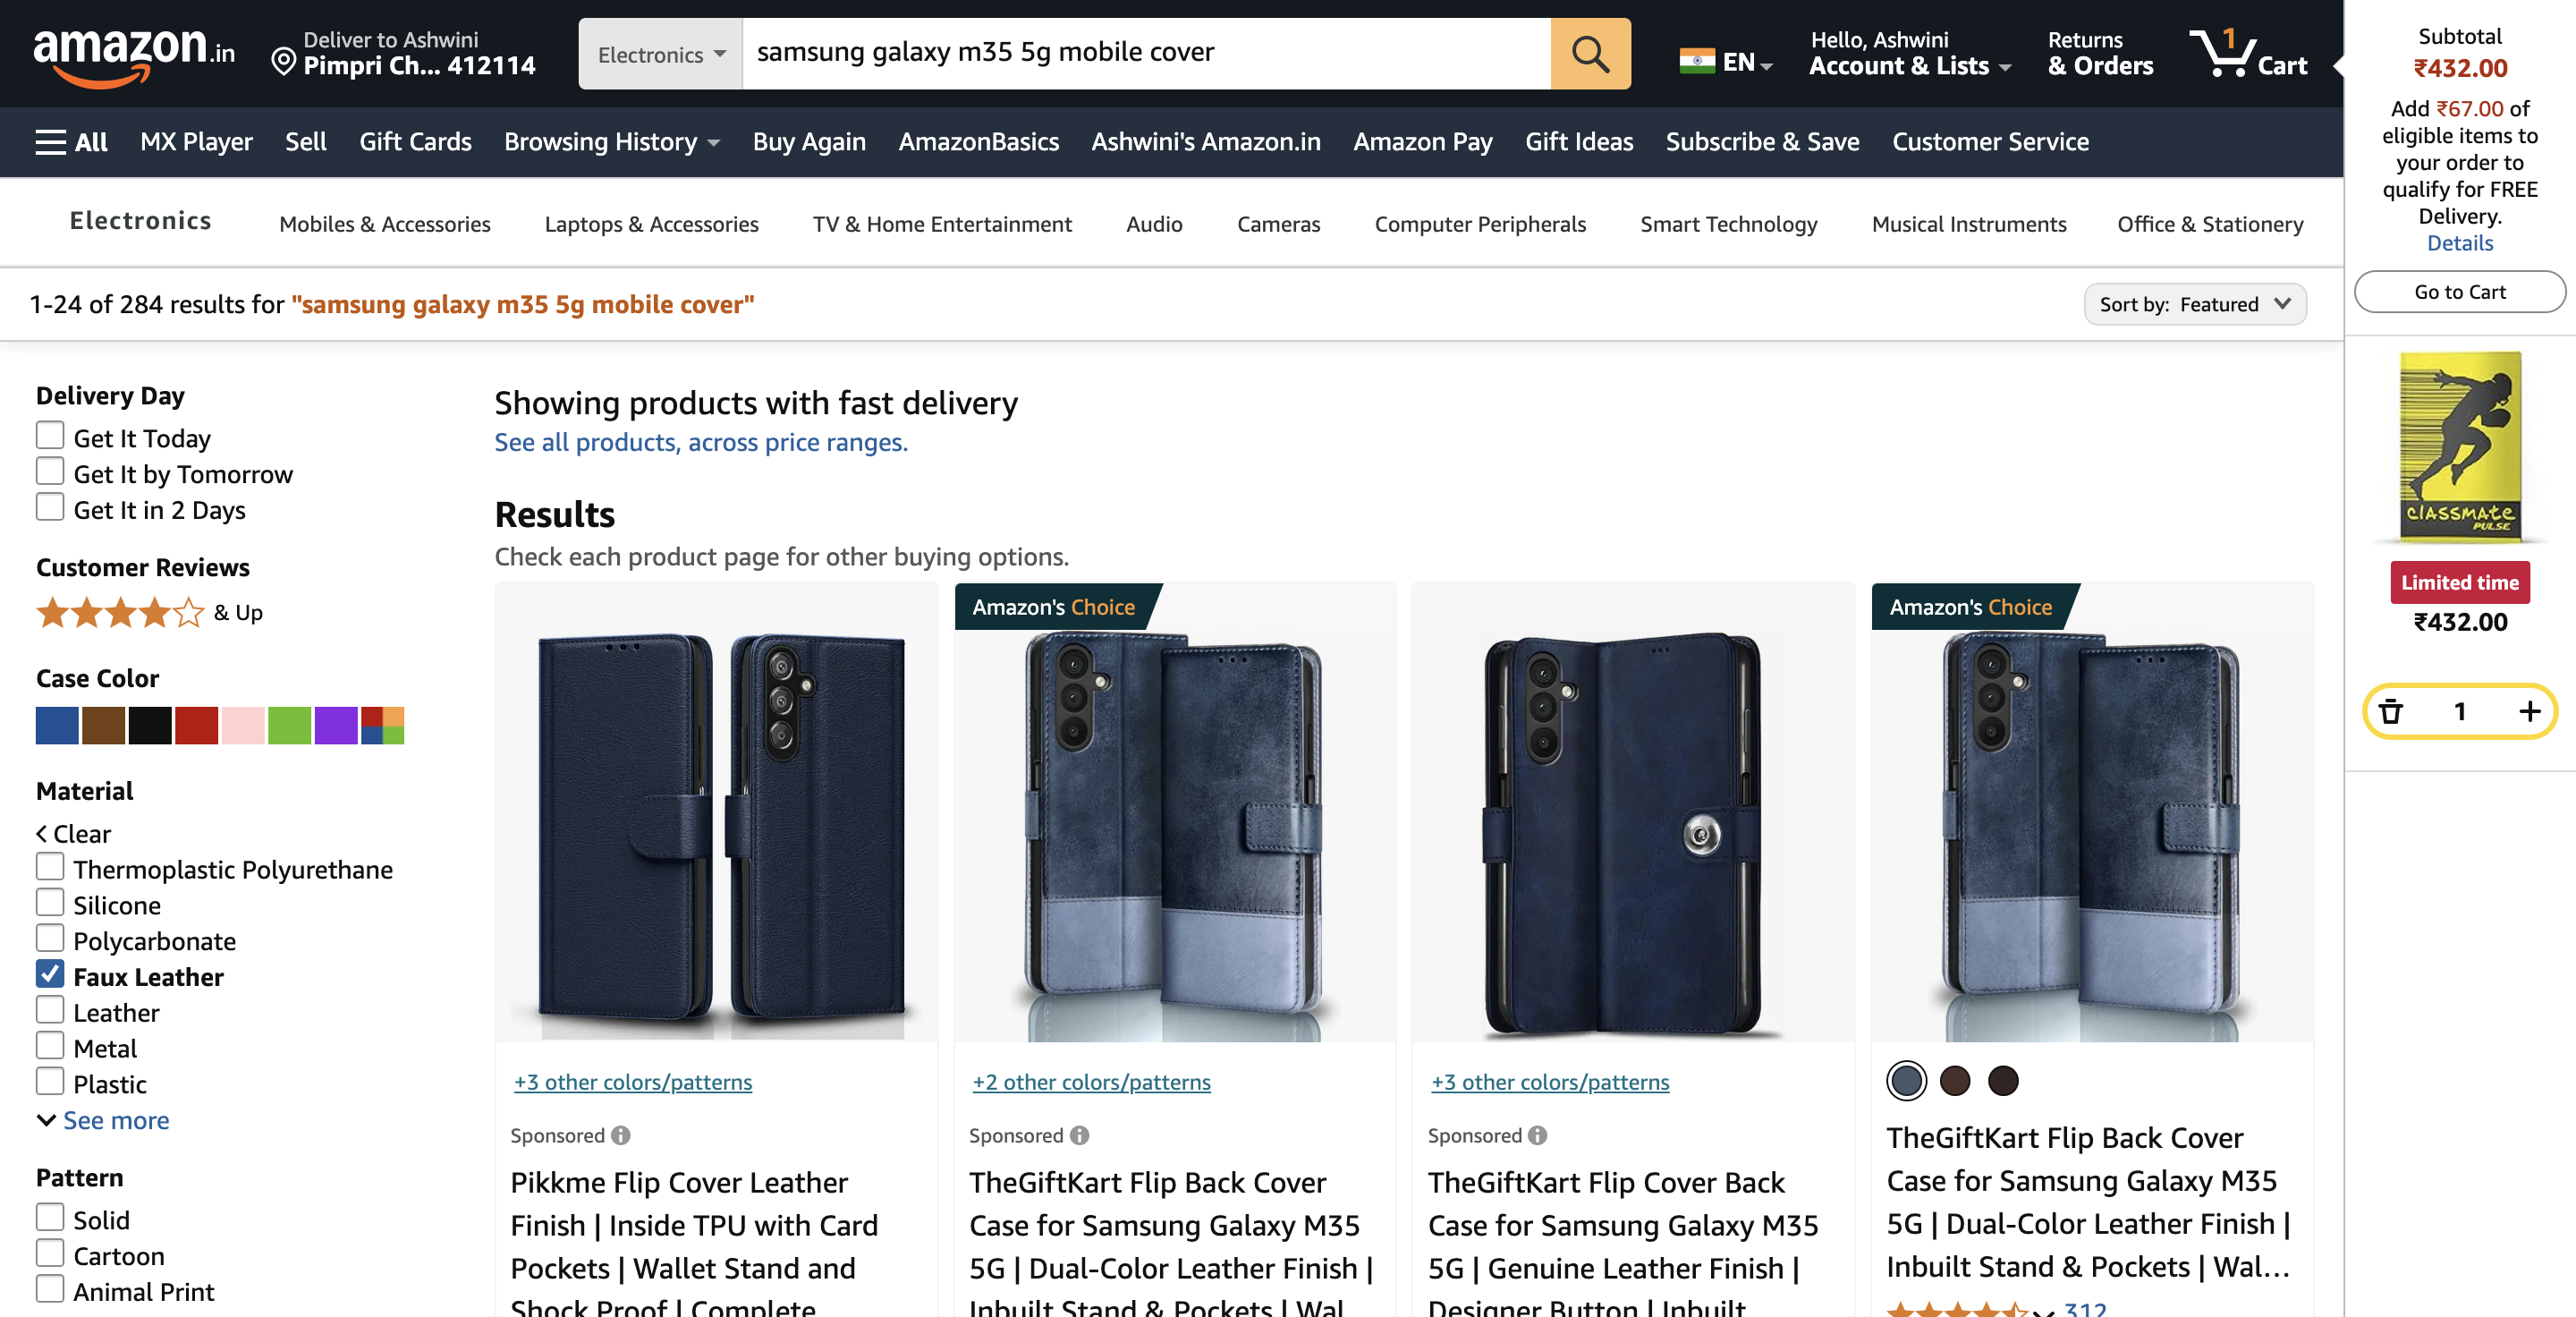 amazon.in
Deliver to Ashwini
Pimpri Ch... 412114
Electronics
samsung galaxy m35 5g mobile cover
EN
Hello, Ashwini
Account & Lists
Returns
& Orders
1
Cart
All
MX Player
Sell
Gift Cards
Browsing History
Buy Again
AmazonBasics
Ashwini's Amazon.in
Amazon Pay
Gift Ideas
Subscribe & Save
Customer Service
Electronics
Mobiles & Accessories
Laptops & Accessories
TV & Home Entertainment
Audio
Cameras
Computer Peripherals
Smart Technology
Musical Instruments
Office & Stationery
1-24 of 284 results for "samsung galaxy m35 5g mobile cover"
Sort by: Featured
Delivery Day
Get It Today
Get It by Tomorrow
Get It in 2 Days
Customer Reviews
& Up
Case Color
Material
Clear
Thermoplastic Polyurethane
Silicone
Polycarbonate
Faux Leather
Leather
Metal
Plastic
See more
Pattern
Solid
Cartoon
Animal Print
Showing products with fast delivery
See all products, across price ranges.
Results
Check each product page for other buying options.
+3 other colors/patterns
Sponsored
Pikkme Flip Cover Leather
Finish | Inside TPU with Card
Pockets | Wallet Stand and
Shock Proof | Complete
Amazon's Choice
+2 other colors/patterns
Sponsored
TheGiftKart Flip Back Cover
Case for Samsung Galaxy M35
5G | Dual-Color Leather Finish |
Inbuilt Stand & Pockets | Wal
+3 other colors/patterns
Sponsored
TheGiftKart Flip Cover Back
Case for Samsung Galaxy M35
5G | Genuine Leather Finish |
Designer Button | Inbuilt
Amazon's Choice
TheGiftKart Flip Back Cover
Case for Samsung Galaxy M35
5G | Dual-Color Leather Finish |
Inbuilt Stand & Pockets | Wal...
312
Subtotal
₹432.00
Add ₹67.00 of
eligible items to
your order to
qualify for FREE
Delivery.
Details
Go to Cart
classmate
PULSE
Limited time
₹432.00
1